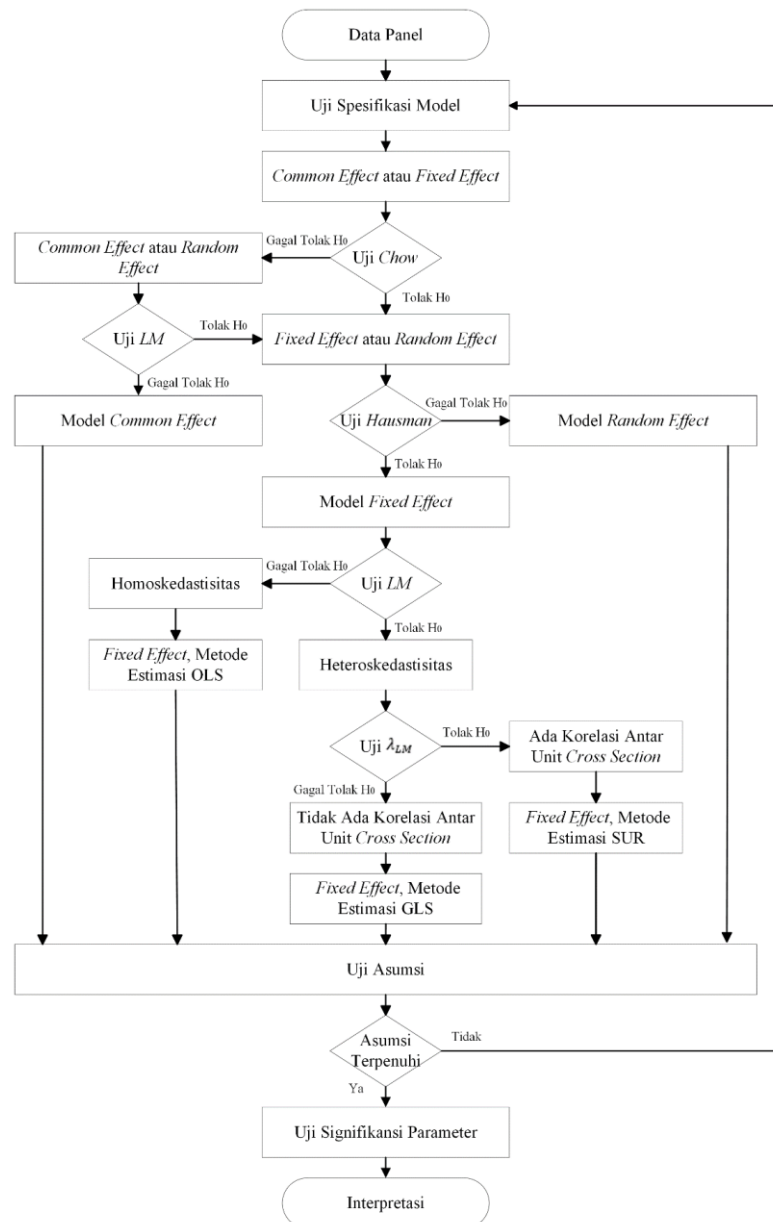 Data Panel
Uji Spesifikasi Model
Common Effect atau Fixed Effect
Gagal Tolak H0
Common Effect atau Random
Effect
Uji Chow
Tolak H0
Uji LM
Tolak H0
Fixed Effect atau Random Effect
Gagal Tolak H0
Model Common Effect
Uji Hausman
Gagal Tolak H0
Model Random Effect
Tolak H0
Model Fixed Effect
Gagal Tolak H0
Homoskedastisitas
Uji LM
Tolak H0
Fixed Effect, Metode
Estimasi OLS
Heteroskedastisitas
Uji λLM
Tolak H0
Ada Korelasi Antar
Unit Cross Section
Gagal Tolak H0
Tidak Ada Korelasi Antar
Unit Cross Section
Fixed Effect, Metode
Estimasi SUR
Fixed Effect, Metode
Estimasi GLS
Uji Asumsi
Asumsi
Terpenuhi
Tidak
Ya
Uji Signifikansi Parameter
Interpretasi